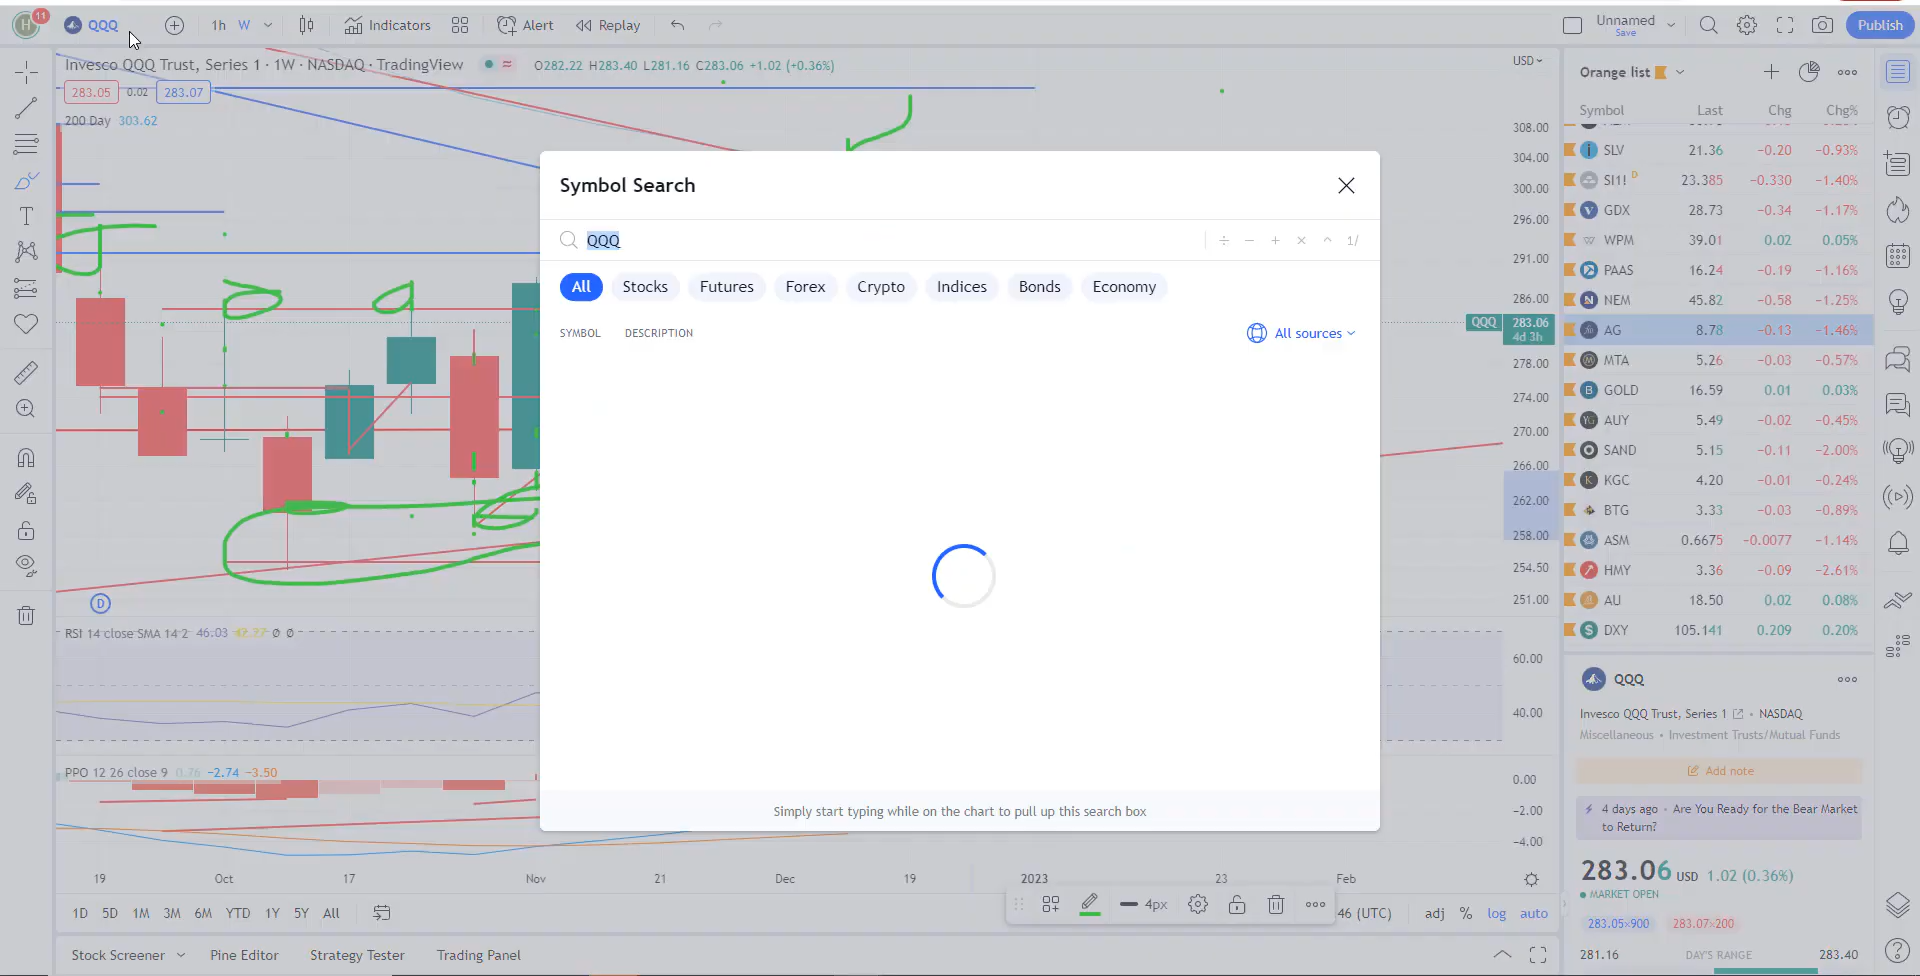 H 11 QQQ 1h W Indicators Alert Replay Unnamed Save Publish
Invesco QQQ Trust, Series 1 · 1W · NASDAQ · TradingView O282.22 H283.40 L281.16 C283.06 +1.02 (+0.36%)
283.05 0.02 283.07
200 Day 303.62
USD
308.00
304.00
300.00
296.00
291.00
286.00
QQQ 283.06
4d 3h
278.00
274.00
270.00
266.00
262.00
258.00
254.50
251.00
Symbol Search
QQQ
÷ − + × ^ 1/
All Stocks Futures Forex Crypto Indices Bonds Economy
SYMBOL DESCRIPTION All sources
Simply start typing while on the chart to pull up this search box
D
RSI 14 close SMA 14 2 46.03 Ø Ø
60.00
40.00
PPO 12 26 close 9 0.76 −2.74 −3.50
0.00
−2.00
−4.00
19 Oct 17 Nov 21 Dec 19 2023 23 Feb
4px
1D 5D 1M 3M 6M YTD 1Y 5Y All 46 (UTC) adj % log auto
Stock Screener Pine Editor Strategy Tester Trading Panel
Orange list
Symbol Last Chg Chg%
SLV 21.36 −0.20 −0.93%
SI1! D 23.385 −0.330 −1.40%
GDX 28.73 −0.34 −1.17%
WPM 39.01 0.02 0.05%
PAAS 16.24 −0.19 −1.16%
NEM 45.82 −0.58 −1.25%
AG 8.78 −0.13 −1.46%
MTA 5.26 −0.03 −0.57%
GOLD 16.59 0.01 0.03%
AUY 5.49 −0.02 −0.45%
SAND 5.15 −0.11 −2.00%
KGC 4.20 −0.01 −0.24%
BTG 3.33 −0.03 −0.89%
ASM 0.6675 −0.0077 −1.14%
HMY 3.36 −0.09 −2.61%
AU 18.50 0.02 0.08%
DXY 105.141 0.209 0.20%
QQQ
Invesco QQQ Trust, Series 1 • NASDAQ
Miscellaneous • Investment Trusts/Mutual Funds
Add note
4 days ago • Are You Ready for the Bear Market
to Return?
283.06 USD 1.02 (0.36%)
MARKET OPEN
283.05×900 283.07×200
281.16 DAY'S RANGE 283.40